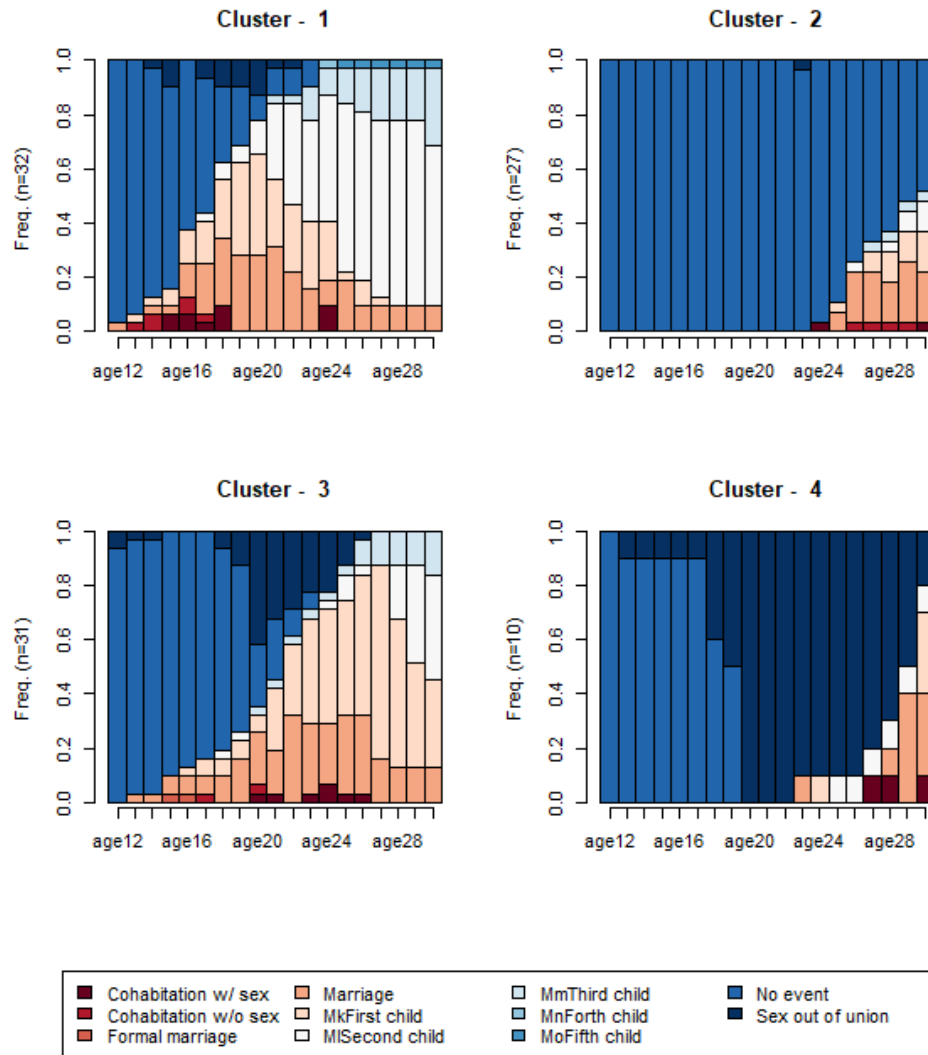 Cluster - 1
Cluster - 2
Freq. (n=32)
0.0 0.2 0.4 0.6 0.8 1.0
age12 age16 age20 age24 age28
Freq. (n=27)
0.0 0.2 0.4 0.6 0.8 1.0
age12 age16 age20 age24 age28
Cluster - 3
Cluster - 4
Freq. (n=31)
0.0 0.2 0.4 0.6 0.8 1.0
age12 age16 age20 age24 age28
Freq. (n=10)
0.0 0.2 0.4 0.6 0.8 1.0
age12 age16 age20 age24 age28
Cohabitation w/ sex Marriage MmThird child No event
Cohabitation w/o sex MkFirst child MnForth child Sex out of union
Formal marriage MlSecond child MoFifth child